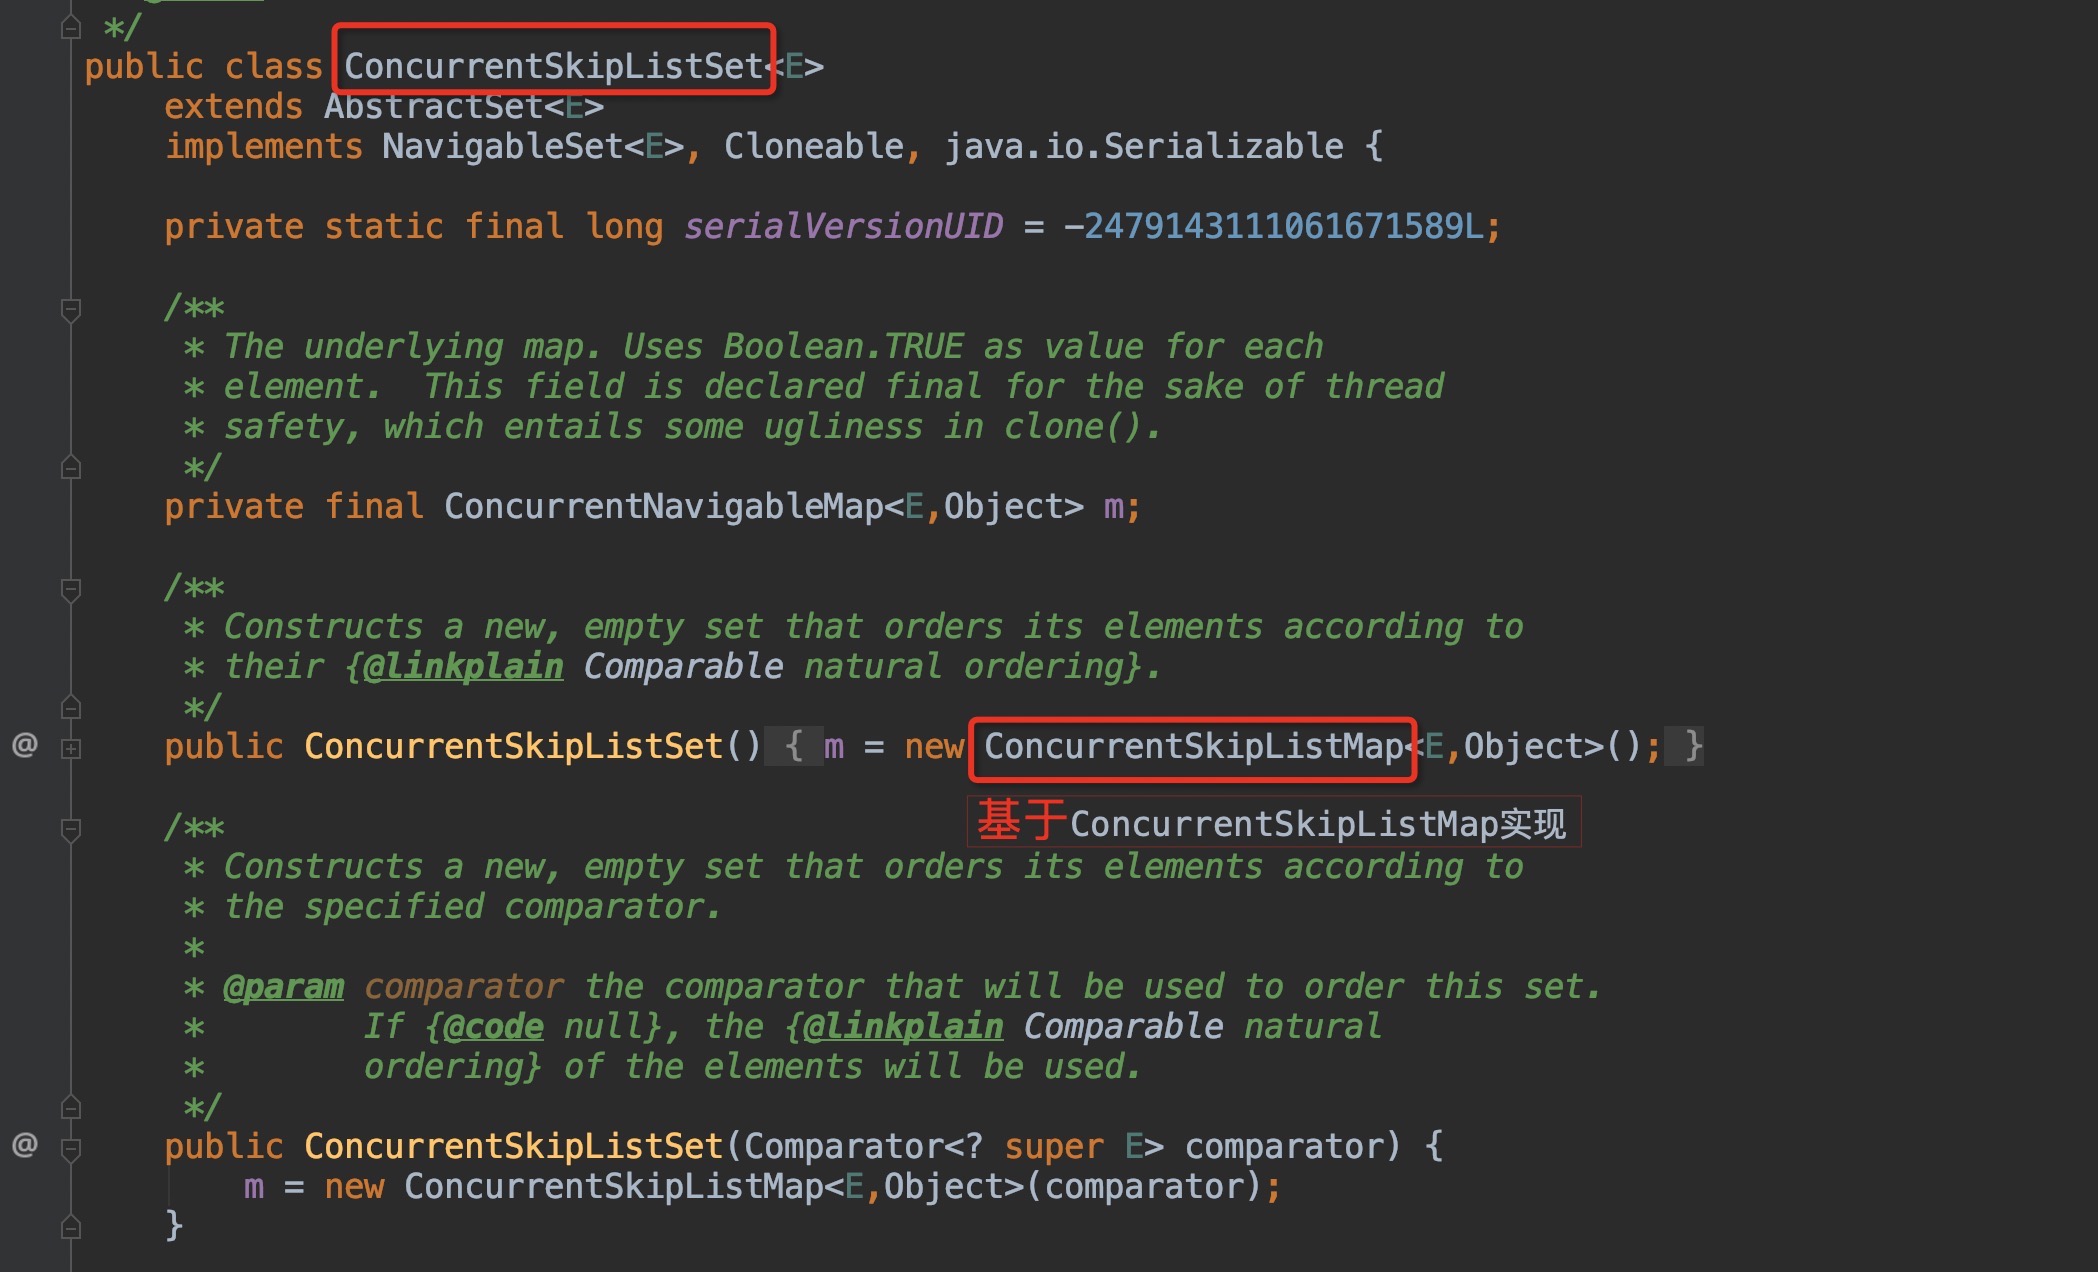 */
public class ConcurrentSkipListSet<E>
extends AbstractSet<E>
implements NavigableSet<E>, Cloneable, java.io.Serializable {
private static final long serialVersionUID = -2479143111061671589L;
/**
* The underlying map. Uses Boolean.TRUE as value for each
* element.  This field is declared final for the sake of thread
* safety, which entails some ugliness in clone().
*/
private final ConcurrentNavigableMap<E,Object> m;
/**
* Constructs a new, empty set that orders its elements according to
* their {@linkplain Comparable natural ordering}.
*/
@ public ConcurrentSkipListSet() { m = new ConcurrentSkipListMap<E,Object>(); }
基于ConcurrentSkipListMap实现
/**
* Constructs a new, empty set that orders its elements according to
* the specified comparator.
*
* @param comparator the comparator that will be used to order this set.
*        If {@code null}, the {@linkplain Comparable natural
*        ordering} of the elements will be used.
*/
@ public ConcurrentSkipListSet(Comparator<? super E> comparator) {
m = new ConcurrentSkipListMap<E,Object>(comparator);
}